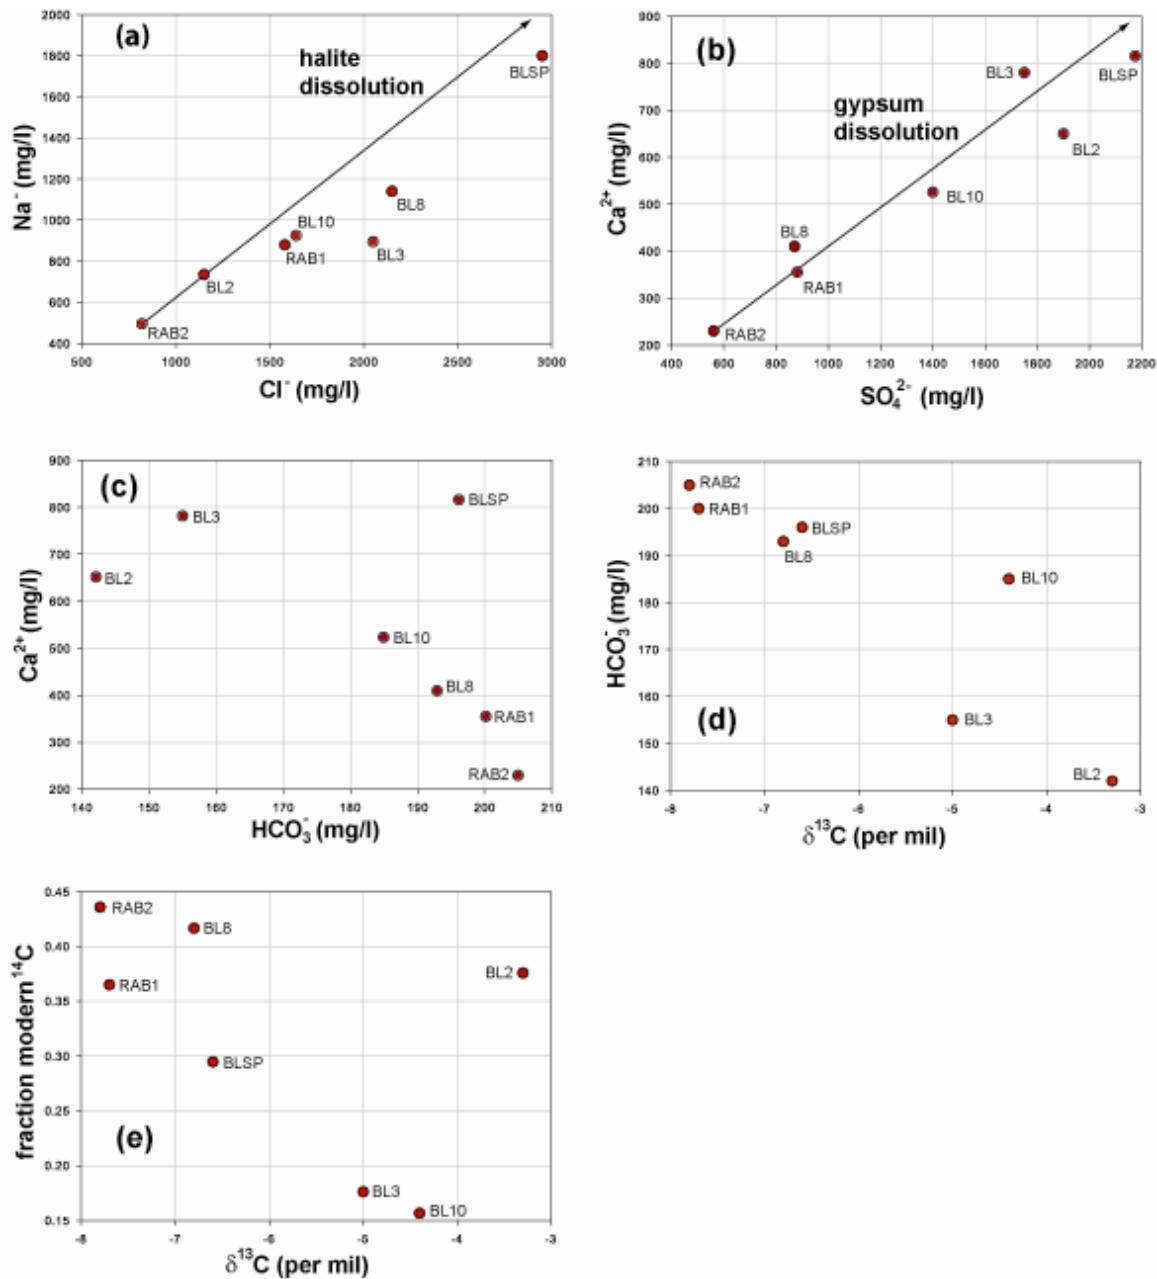 (a)
2000
1800
1600
1400
1200
1000
800
600
400
Na⁻ (mg/l)
halite
dissolution
BLSP
BL8
BL10
RAB1
BL3
BL2
RAB2
500 1000 1500 2000 2500 3000
Cl⁻ (mg/l)
(b)
900
800
700
600
500
400
300
200
Ca²⁺ (mg/l)
gypsum
dissolution
BL3
BLSP
BL2
BL10
BL8
RAB1
RAB2
400 600 800 1000 1200 1400 1600 1800 2000 2200
SO₄²⁻ (mg/l)
(c)
900
800
700
600
500
400
300
200
Ca²⁺ (mg/l)
BL3
BLSP
BL2
BL10
BL8
RAB1
RAB2
140 150 160 170 180 190 200 210
HCO₃⁻ (mg/l)
210
200
190
180
170
160
150
140
HCO₃⁻ (mg/l)
RAB2
RAB1
BLSP
BL8
BL10
(d)
BL3
BL2
-8 -7 -6 -5 -4 -3
δ¹³C (per mil)
0.45
0.40
0.35
0.30
0.25
0.20
0.15
fraction modern ¹⁴C
RAB2
BL8
BL2
RAB1
BLSP
(e)
BL3
BL10
-8 -7 -6 -5 -4 -3
δ¹³C (per mil)